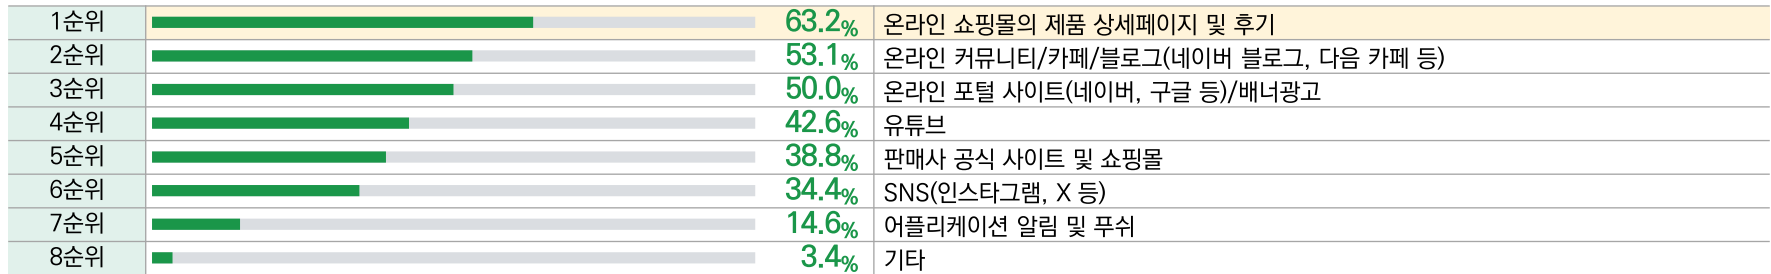 1순위 63.2% 온라인 쇼핑몰의 제품 상세페이지 및 후기
2순위 53.1% 온라인 커뮤니티/카페/블로그(네이버 블로그, 다음 카페 등)
3순위 50.0% 온라인 포털 사이트(네이버, 구글 등)/배너광고
4순위 42.6% 유튜브
5순위 38.8% 판매사 공식 사이트 및 쇼핑몰
6순위 34.4% SNS(인스타그램, X 등)
7순위 14.6% 어플리케이션 알림 및 푸쉬
8순위 3.4% 기타